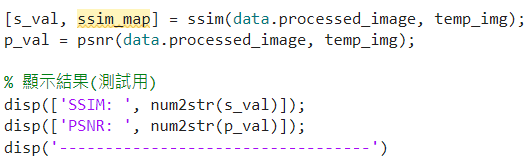 [s_val, ssim_map] = ssim(data.processed_image, temp_img);
p_val = psnr(data.processed_image, temp_img);
% 顯示結果(測試用)
disp(['SSIM: ', num2str(s_val)]);
disp(['PSNR: ', num2str(p_val)]);
disp('-----------------------------------')